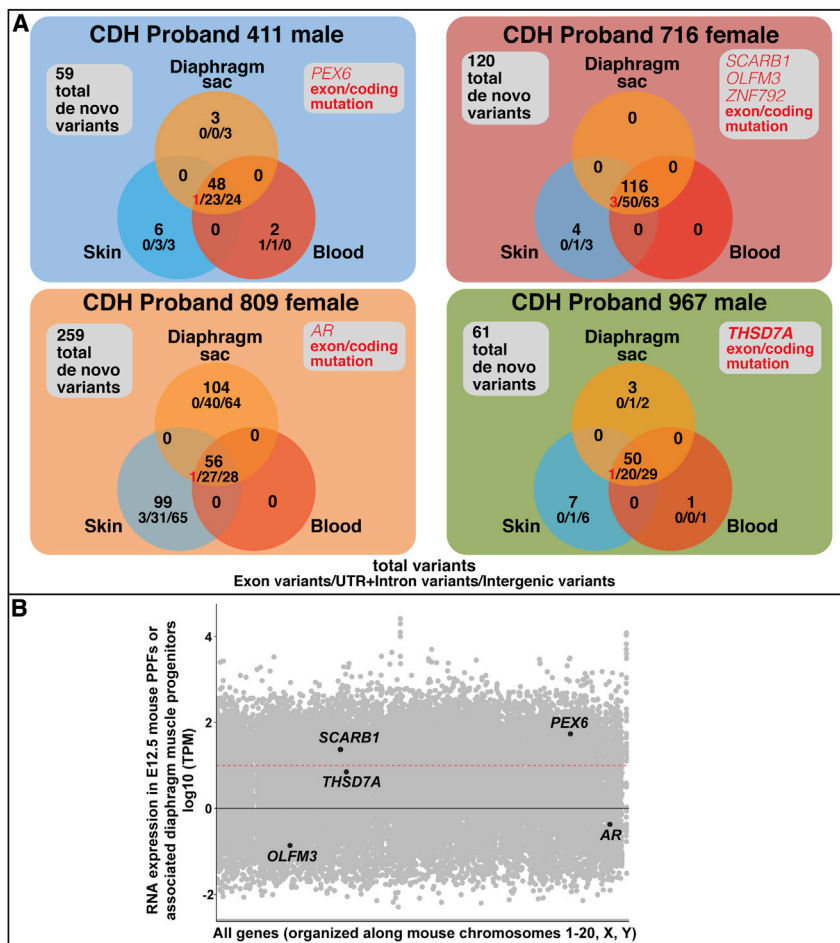 A
CDH Proband 411 male
59
total
de novo
variants
Diaphragm
sac
PEX6
exon/coding
mutation
3
0/0/3
0
0
48
1/23/24
6
0/3/3
0
2
1/1/0
Skin
Blood
CDH Proband 716 female
120
total
de novo
variants
Diaphragm
sac
SCARB1
OLFM3
ZNF792
exon/coding
mutation
0
0
0
116
3/50/63
4
0/1/3
0
0
Skin
Blood
CDH Proband 809 female
259
total
de novo
variants
Diaphragm
sac
AR
exon/coding
mutation
104
0/40/64
0
0
56
1/27/28
99
3/31/65
0
0
Skin
Blood
CDH Proband 967 male
61
total
de novo
variants
Diaphragm
sac
THSD7A
exon/coding
mutation
3
0/1/2
0
0
50
1/20/29
7
0/1/6
0
1
0/0/1
Skin
Blood
total variants
Exon variants/UTR+Intron variants/Intergenic variants
B
RNA expression in E12.5 mouse PPFs or
associated diaphragm muscle progenitors
log10 (TPM)
4
2
0
-2
SCARB1
PEX6
THSD7A
AR
OLFM3
All genes (organized along mouse chromosomes 1-20, X, Y)